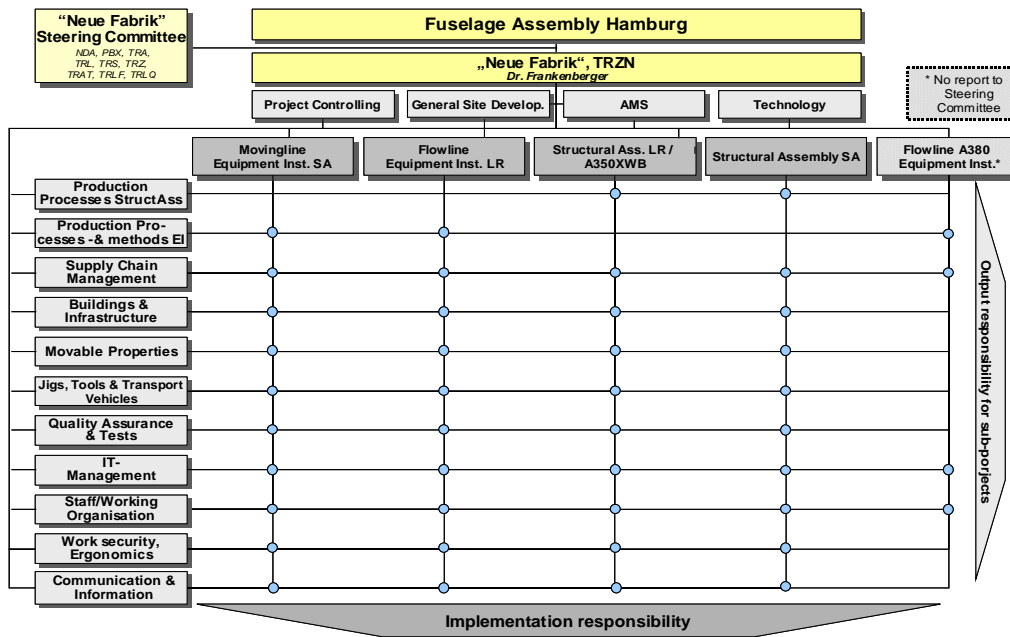 “Neue Fabrik”
Steering Committee
NDA, PBX, TRA,
TRL, TRS, TRZ,
TRAT, TRLF, TRLQ
Fuselage Assembly Hamburg
„Neue Fabrik“, TRZN
Dr. Frankenberger
* No report to
Steering
Committee
Project Controlling
General Site Develop.
AMS
Technology
Movingline
Equipment Inst. SA
Flowline
Equipment Inst. LR
Structural Ass. LR /
A350XWB
Structural Assembly SA
Flowline A380
Equipment Inst.*
Production
Processes StructAss
Production Pro-
cesses -& methods EI
Supply Chain
Management
Buildings &
Infrastructure
Movable Properties
Jigs, Tools & Transport
Vehicles
Quality Assurance
& Tests
IT-
Management
Staff/Working
Organisation
Work security,
Ergonomics
Communication &
Information
Output responsibility for sub-porjects
Implementation responsibility